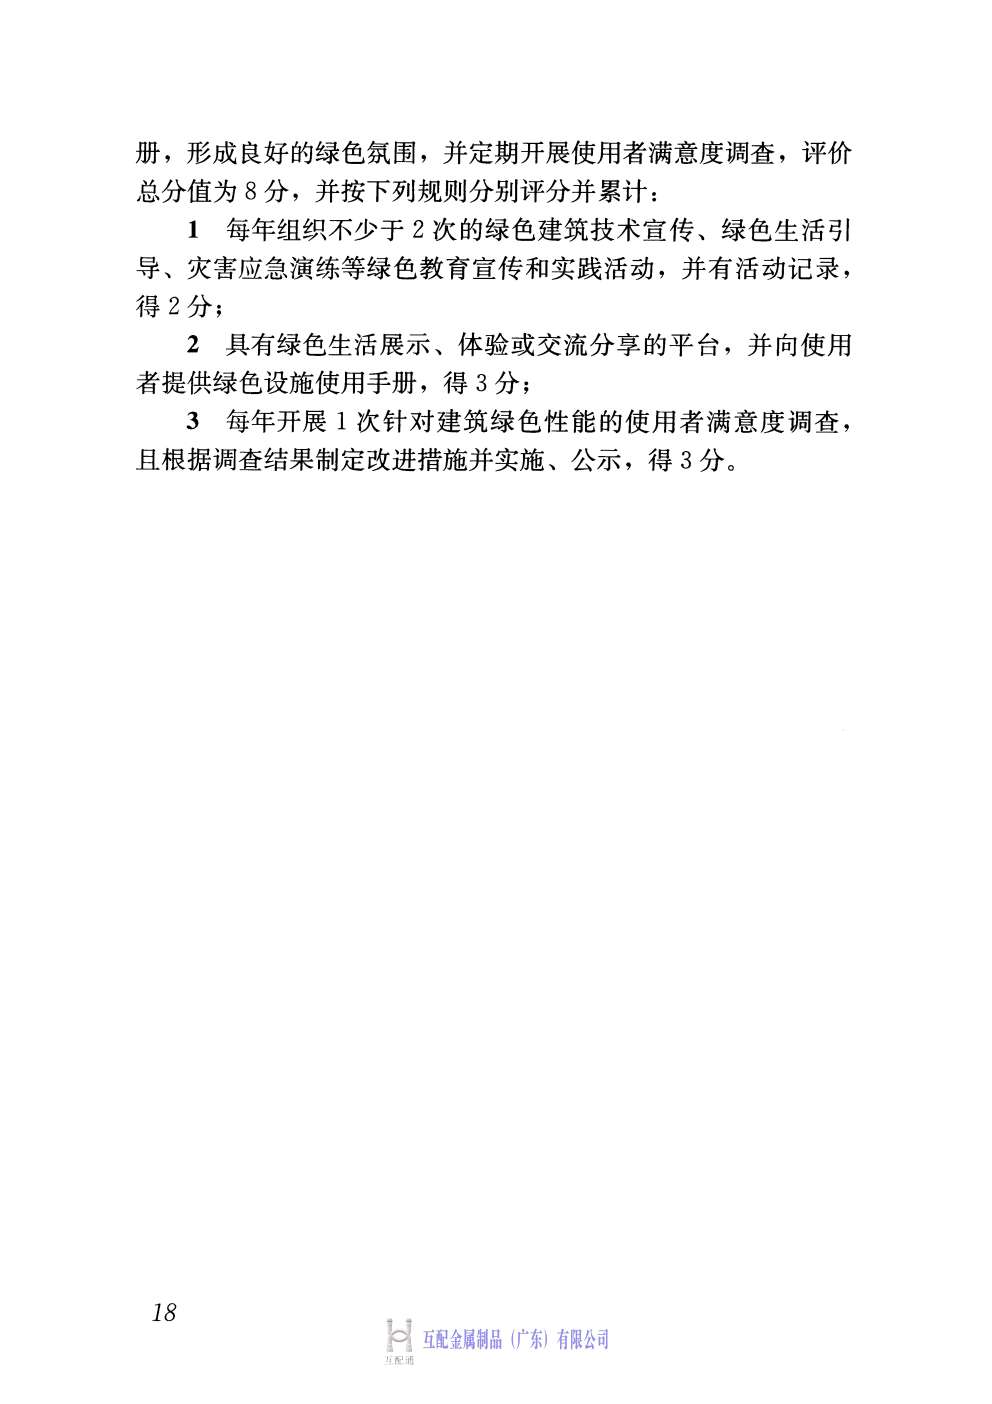 册，形成良好的绿色氛围，并定期开展使用者满意度调查，评价
总分值为 8 分，并按下列规则分别评分并累计：
1 每年组织不少于 2 次的绿色建筑技术宣传、绿色生活引
导、灾害应急演练等绿色教育宣传和实践活动，并有活动记录，
得 2 分；
2 具有绿色生活展示、体验或交流分享的平台，并向使用
者提供绿色设施使用手册，得 3 分；
3 每年开展 1 次针对建筑绿色性能的使用者满意度调查，
且根据调查结果制定改进措施并实施、公示，得 3 分。
18
互配金属制品（广东）有限公司
互配通